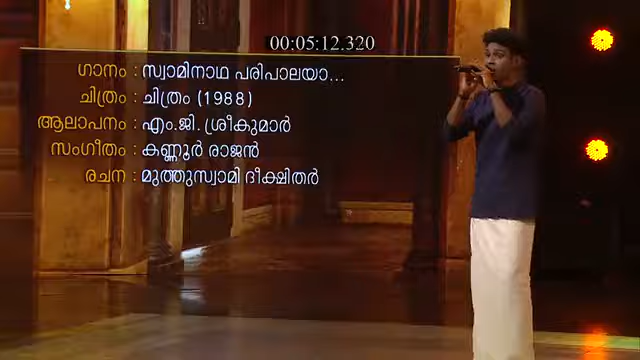 00:05:12.320
ഗാനം : സ്വാമിനാഥ പരിപാലയാ...
ചിത്രം : ചിത്രം (1988)
ആലാപനം : എം.ജി. ശ്രീകുമാർ
സംഗീതം : കണ്ണൂർ രാജൻ
രചന : മുത്തുസ്വാമി ദീക്ഷിതർ